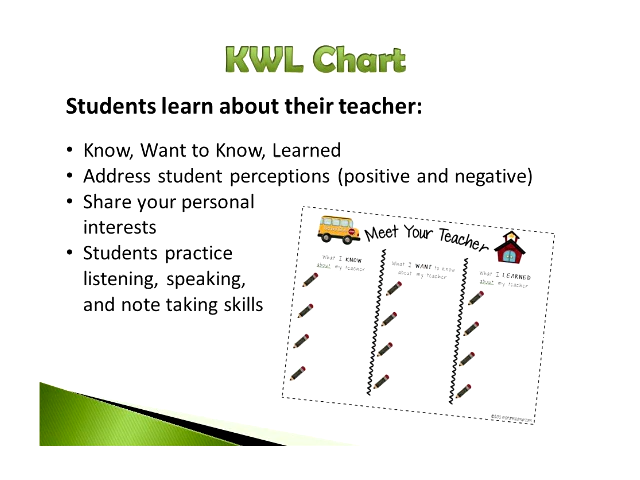 KWL Chart
Students learn about their teacher:
• Know, Want to Know, Learned
• Address student perceptions (positive and negative)
• Share your personal
interests
• Students practice
listening, speaking,
and note taking skills
Meet Your Teacher
What I KNOW
about my teacher
What I WANT to know
about my teacher
What I LEARNED
about my teacher